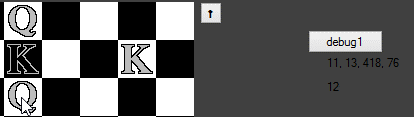 Q
K K
Q
↑
debug1
11, 13, 418, 76
12